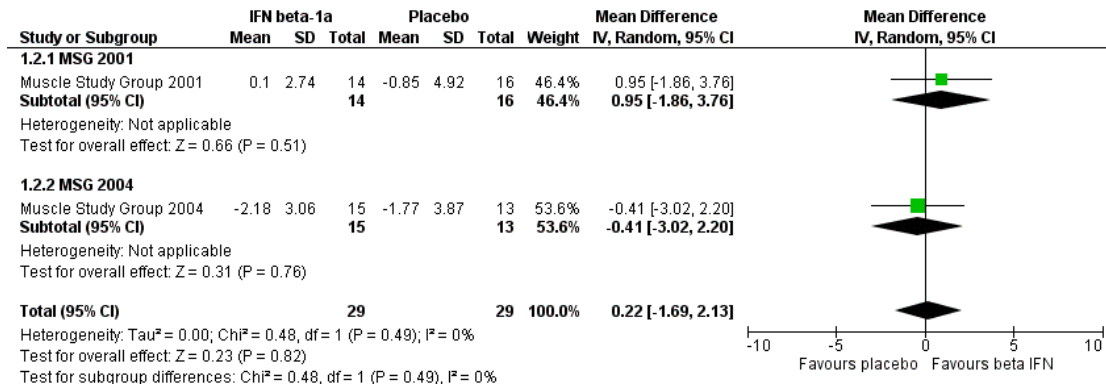 IFN beta-1a Placebo Mean Difference Mean Difference
Study or Subgroup Mean SD Total Mean SD Total Weight IV, Random, 95% CI IV, Random, 95% CI
1.2.1 MSG 2001
Muscle Study Group 2001 0.1 2.74 14 -0.85 4.92 16 46.4% 0.95 [-1.86, 3.76]
Subtotal (95% CI) 14 16 46.4% 0.95 [-1.86, 3.76]
Heterogeneity: Not applicable
Test for overall effect: Z = 0.66 (P = 0.51)
1.2.2 MSG 2004
Muscle Study Group 2004 -2.18 3.06 15 -1.77 3.87 13 53.6% -0.41 [-3.02, 2.20]
Subtotal (95% CI) 15 13 53.6% -0.41 [-3.02, 2.20]
Heterogeneity: Not applicable
Test for overall effect: Z = 0.31 (P = 0.76)
Total (95% CI) 29 29 100.0% 0.22 [-1.69, 2.13]
Heterogeneity: Tau² = 0.00; Chi² = 0.48, df = 1 (P = 0.49); I² = 0%
Test for overall effect: Z = 0.23 (P = 0.82)
Test for subgroup differences: Chi² = 0.48, df = 1 (P = 0.49), I² = 0%
-10 -5 0 5 10
Favours placebo Favours beta IFN